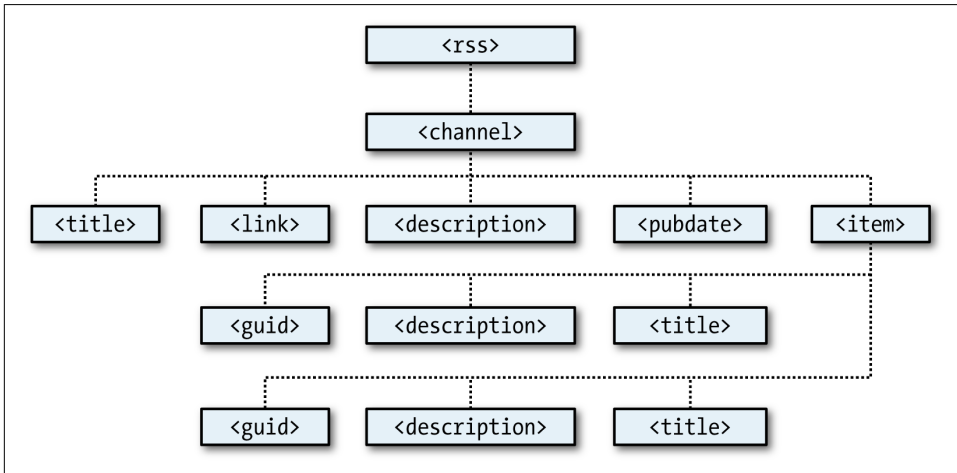 <rss>
<channel>
<title> <link> <description> <pubdate> <item>
<guid> <description> <title>
<guid> <description> <title>